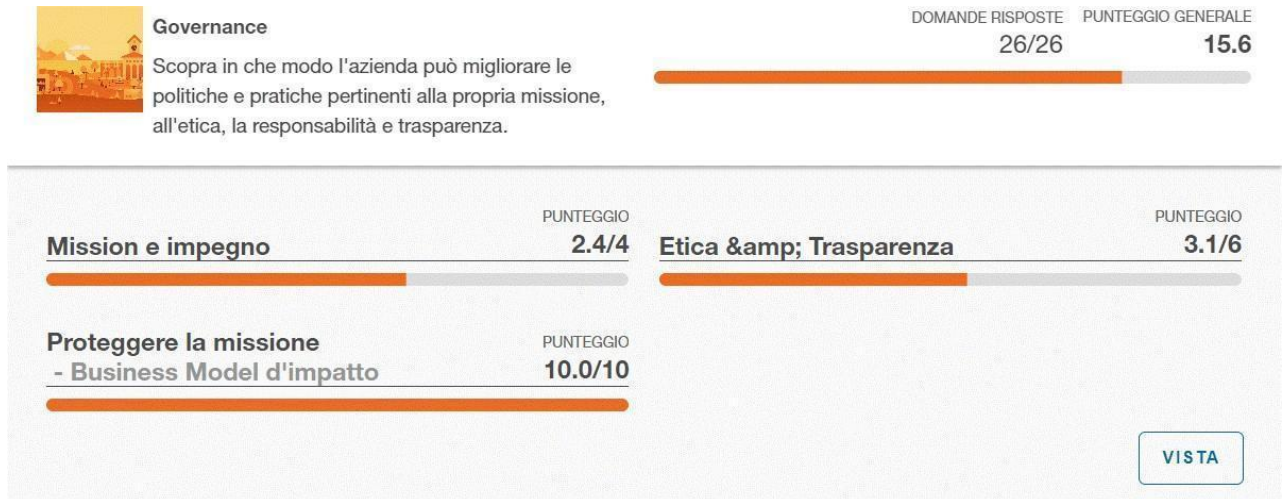 Governance
Scopra in che modo l'azienda può migliorare le
politiche e pratiche pertinenti alla propria missione,
all'etica, la responsabilità e trasparenza.
DOMANDE RISPOSTE PUNTEGGIO GENERALE
26/26 15.6
PUNTEGGIO
Mission e impegno 2.4/4
PUNTEGGIO
Etica &amp; Trasparenza 3.1/6
Proteggere la missione PUNTEGGIO
- Business Model d'impatto 10.0/10
VISTA